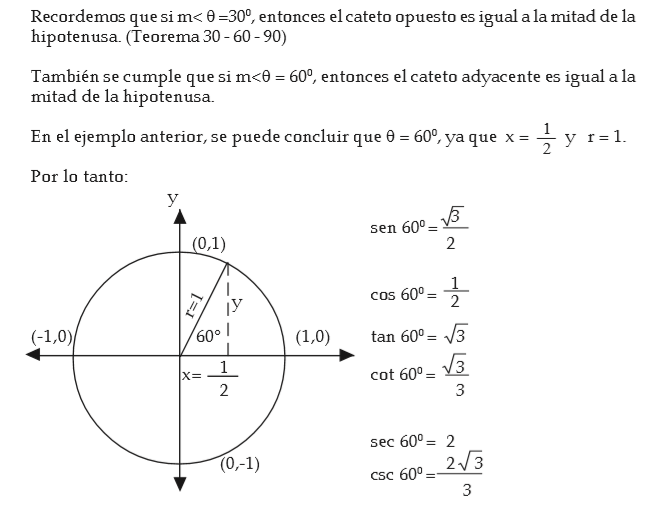 Recordemos que si m< θ =30⁰, entonces el cateto opuesto es igual a la mitad de la
hipotenusa. (Teorema 30 - 60 - 90)
También se cumple que si m<θ = 60⁰, entonces el cateto adyacente es igual a la
mitad de la hipotenusa.
En el ejemplo anterior, se puede concluir que θ = 60⁰, ya que x = 1/2 y r = 1.
Por lo tanto:
y
(0,1)
r=1
y
60°
(-1,0)
(1,0)
x= 1/2
(0,-1)
sen 60⁰ = √3/2
cos 60⁰ = 1/2
tan 60⁰ = √3
cot 60⁰ = √3/3
sec 60⁰ = 2
csc 60⁰ = 2√3/3